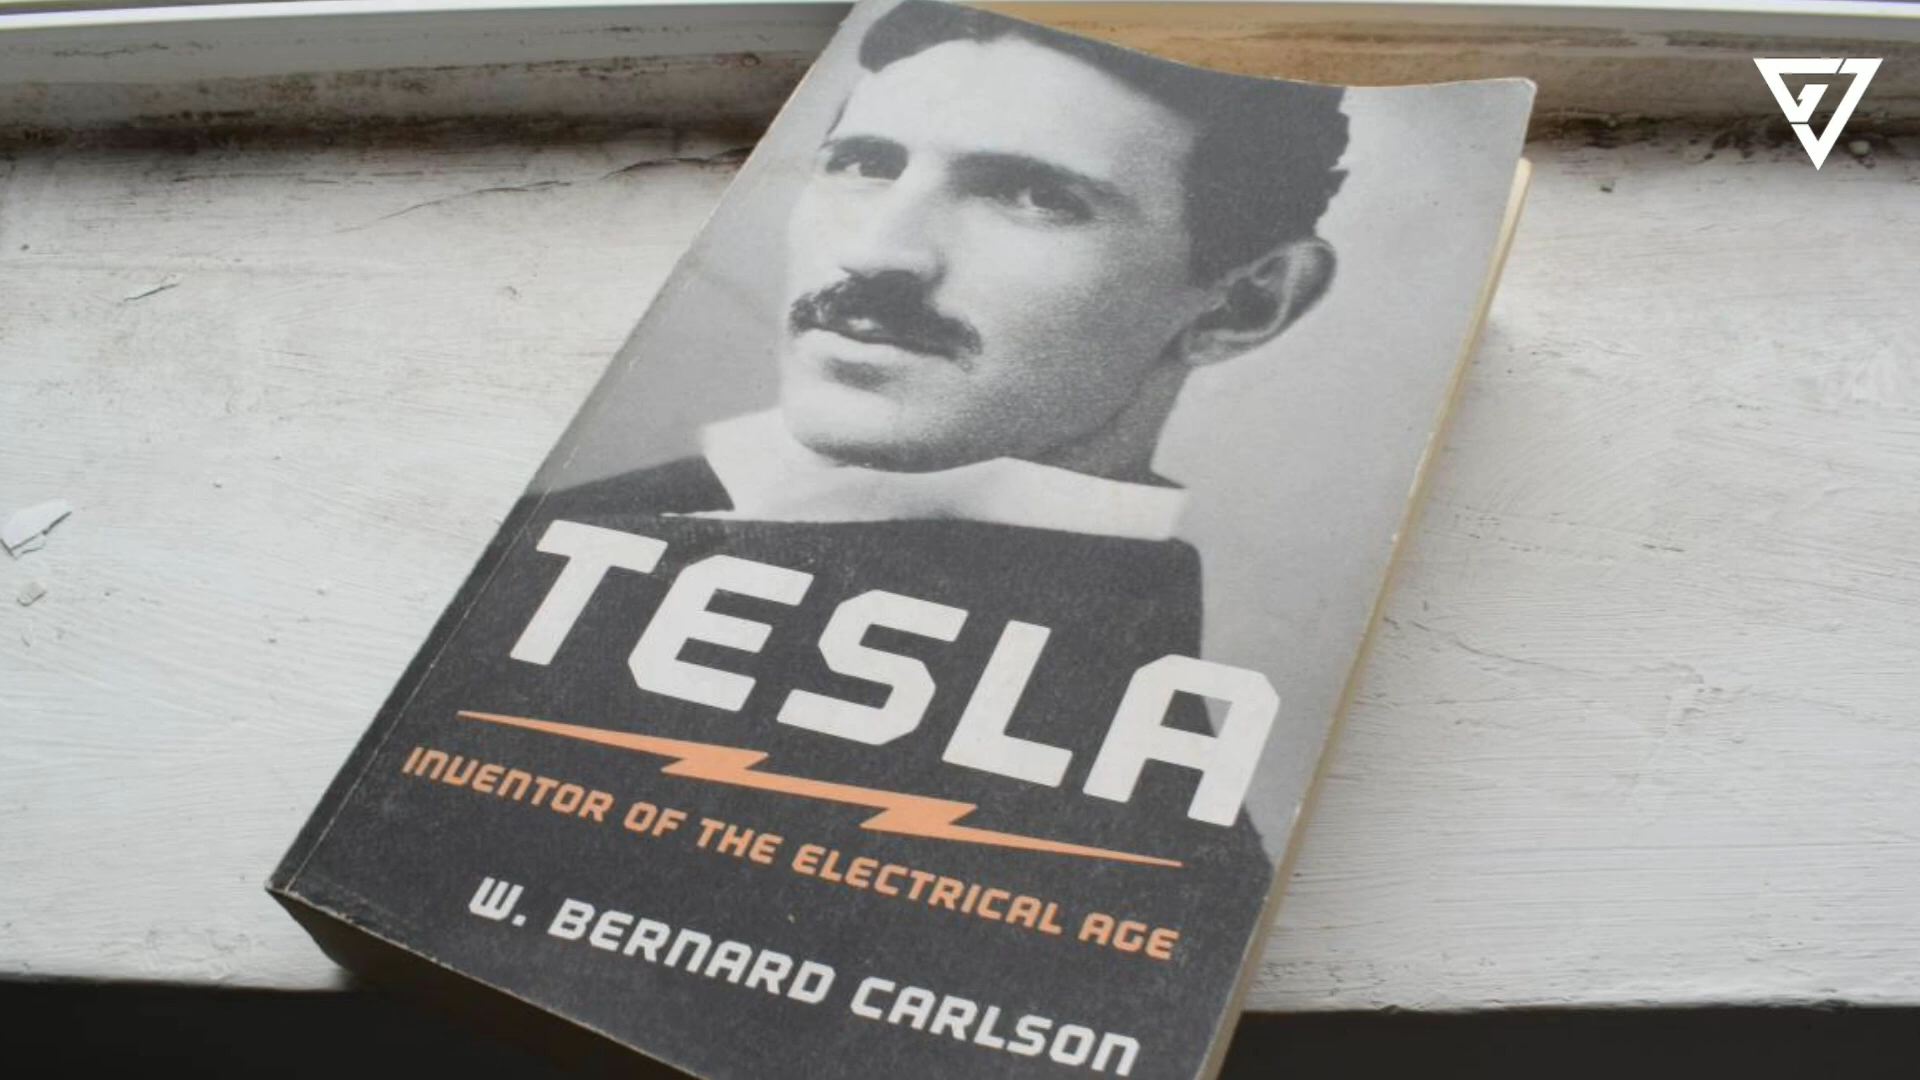 TESLA
INVENTOR OF THE ELECTRICAL AGE
W. BERNARD CARLSON